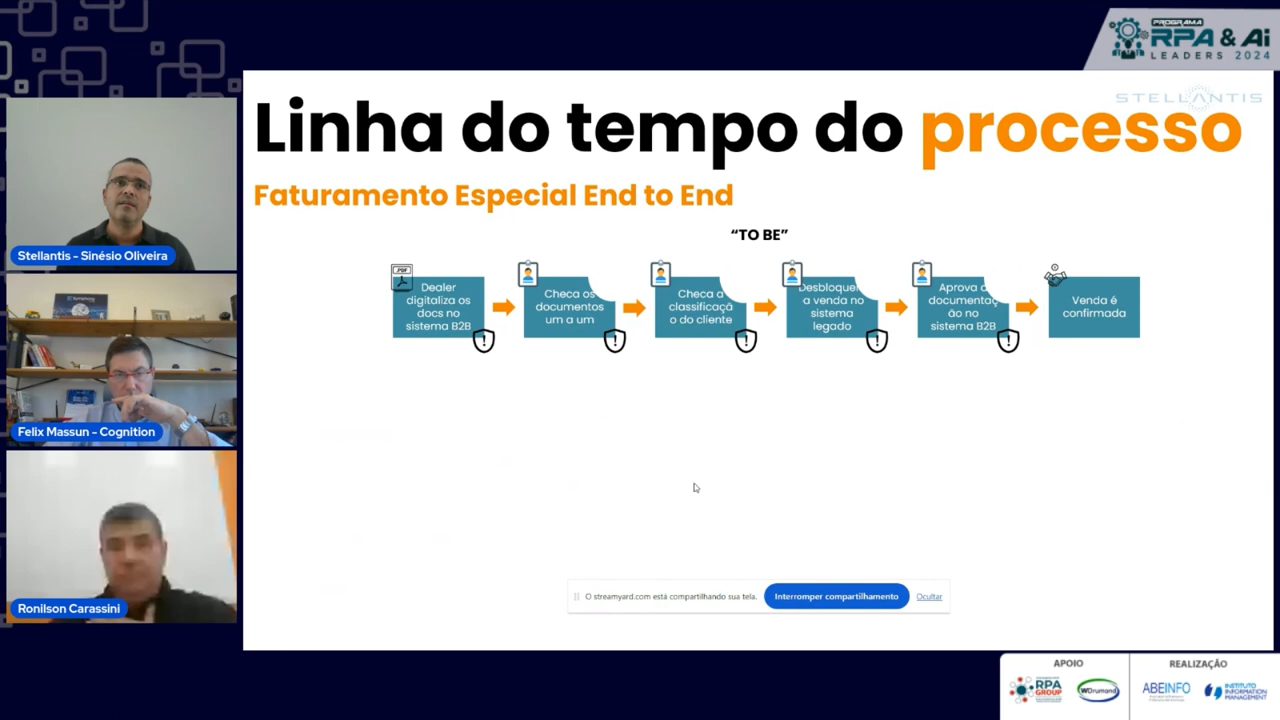 PROGRAMA
RPA & Ai
LEADERS 2024
STELLANTIS
Linha do tempo do processo
Faturamento Especial End to End
“TO BE”
PDF
Dealer
digitaliza os
docs no
sistema B2B
Checa os
documentos
um a um
Checa a
classificaçã
o do cliente
Desbloquei
a venda no
sistema
legado
Aprova a
documentaç
ão no
sistema B2B
Venda é
confirmada
Stellantis - Sinésio Oliveira
Felix Massun - Cognition
Ronilson Carassini
O streamyard.com está compartilhando sua tela.
Interromper compartilhamento
Ocultar
APOIO
RPA
GROUP
WDrumond
REALIZAÇÃO
ABEINFO
INSTITUTO
INFORMATION
MANAGEMENT